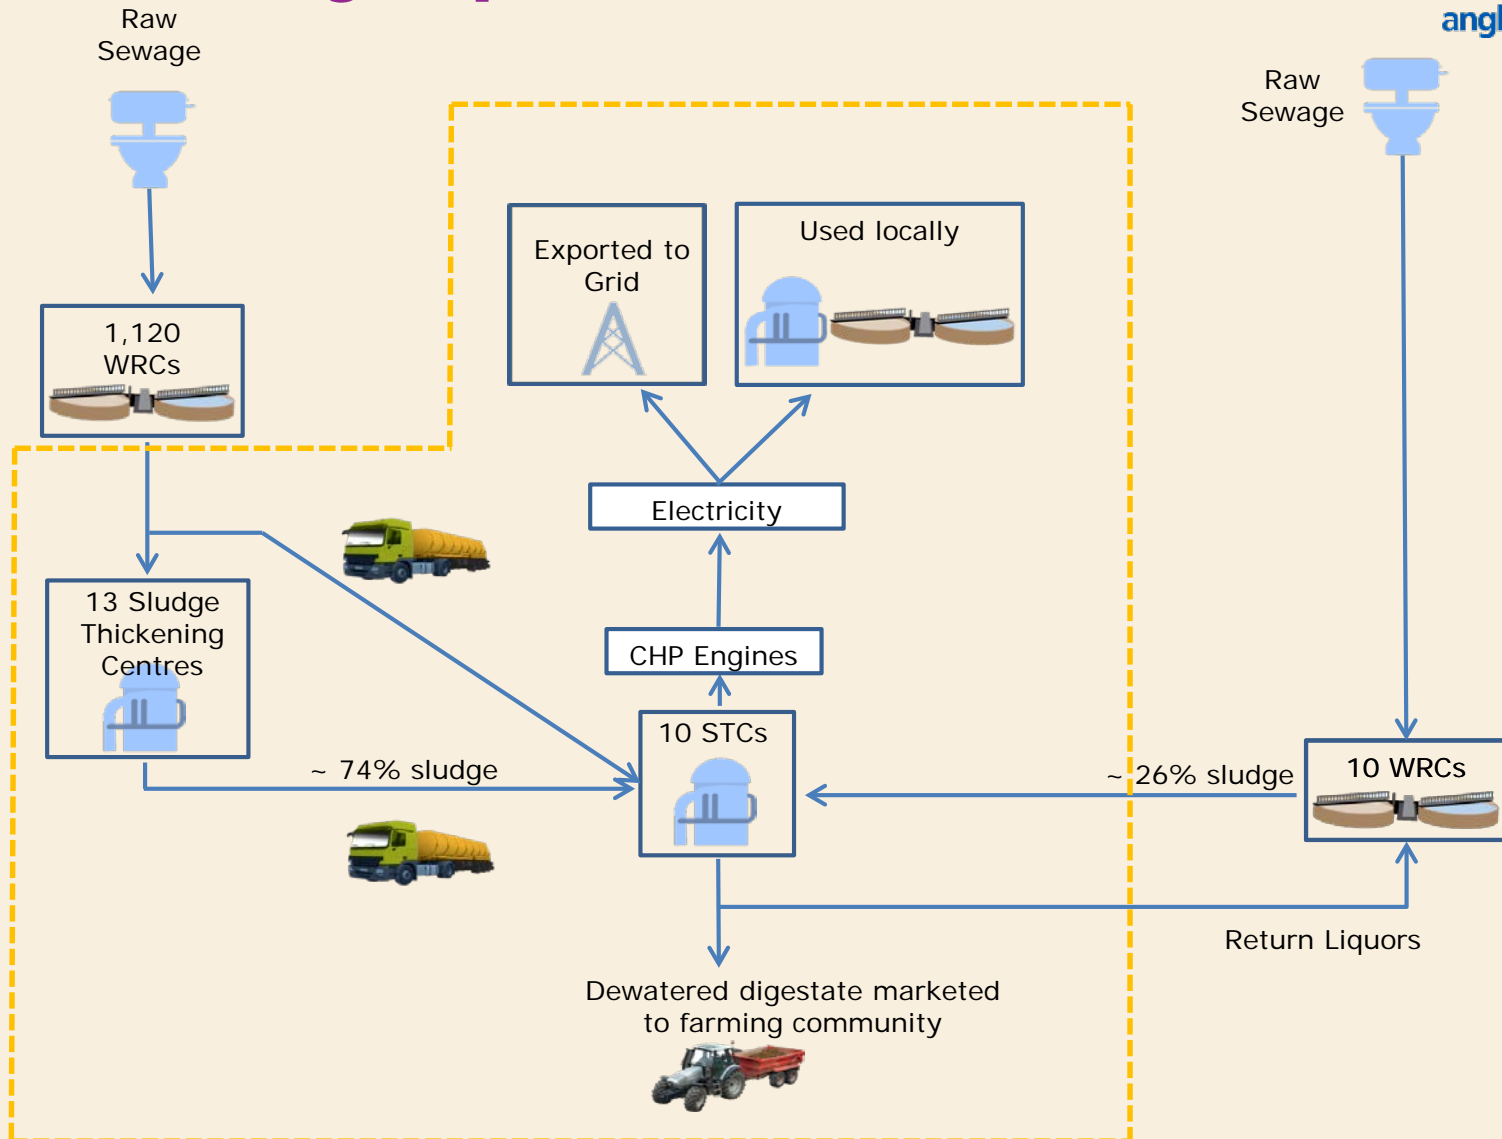 Raw
Sewage
Raw
Sewage
Exported to
Grid
Used locally
1,120
WRCs
Electricity
13 Sludge
Thickening
Centres
CHP Engines
10 STCs
~ 74% sludge
~ 26% sludge
10 WRCs
Return Liquors
Dewatered digestate marketed
to farming community